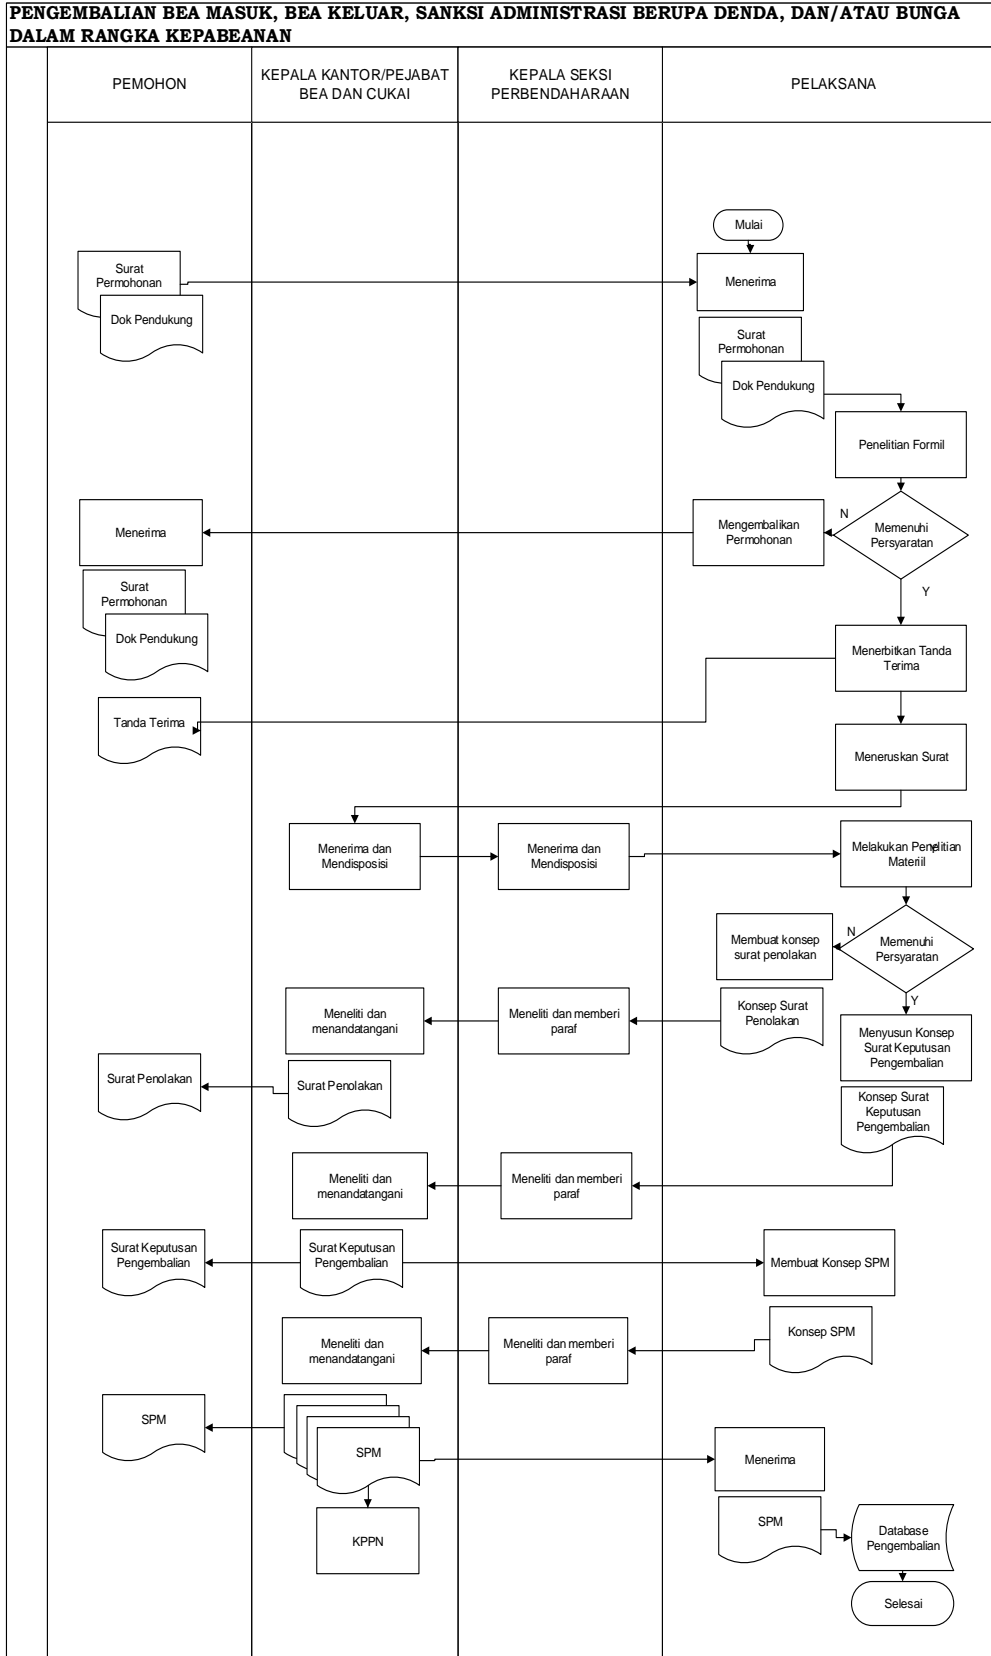 PENGEMBALIAN BEA MASUK, BEA KELUAR, SANKSI ADMINISTRASI BERUPA DENDA, DAN/ATAU BUNGA
DALAM RANGKA KEPABEANAN
PEMOHON
KEPALA KANTOR/PEJABAT
BEA DAN CUKAI
KEPALA SEKSI
PERBENDAHARAAN
PELAKSANA
Mulai
Surat
Permohonan
Dok Pendukung
Menerima
Surat
Permohonan
Dok Pendukung
Penelitian Formil
Menerima
Mengembalikan
Permohonan
N
Memenuhi
Persyaratan
Y
Surat
Permohonan
Dok Pendukung
Menerbitkan Tanda
Terima
Tanda Terima
Meneruskan Surat
Menerima dan
Mendisposisi
Menerima dan
Mendisposisi
Melakukan Penelitian
Materiil
Y
Membuat konsep
surat penolakan
N
Memenuhi
Persyaratan
Y
Meneliti dan
menandatangani
Meneliti dan memberi
paraf
Konsep Surat
Penolakan
Menyusun Konsep
Surat Keputusan
Pengembalian
Surat Penolakan
Surat Penolakan
Konsep Surat
Keputusan
Pengembalian
Meneliti dan
menandatangani
Meneliti dan memberi
paraf
Surat Keputusan
Pengembalian
Surat Keputusan
Pengembalian
Membuat Konsep SPM
Meneliti dan
menandatangani
Meneliti dan memberi
paraf
Konsep SPM
SPM
SPM
Menerima
KPPN
SPM
Database
Pengembalian
Selesai